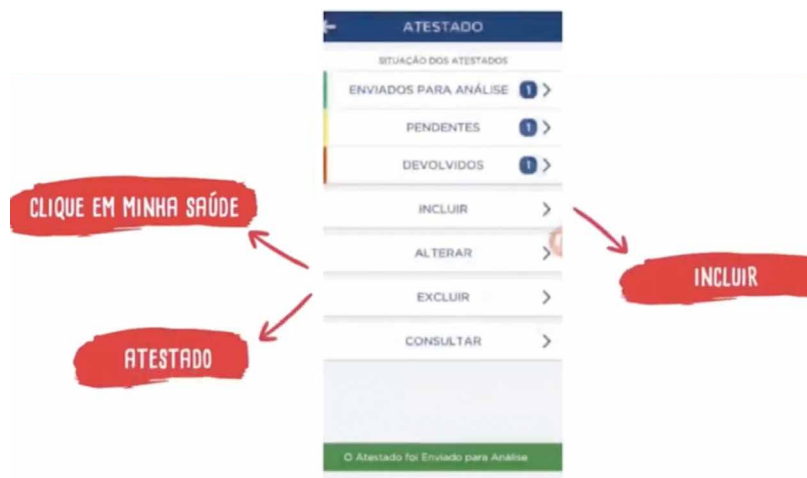 ATESTADO
SITUAÇÃO DOS ATESTADOS
ENVIADOS PARA ANÁLISE 1
PENDENTES 1
DEVOLVIDOS 1
INCLUIR
ALTERAR
EXCLUIR
CONSULTAR
O Atestado foi Enviado para Análise
CLIQUE EM MINHA SAÚDE
ATESTADO
INCLUIR